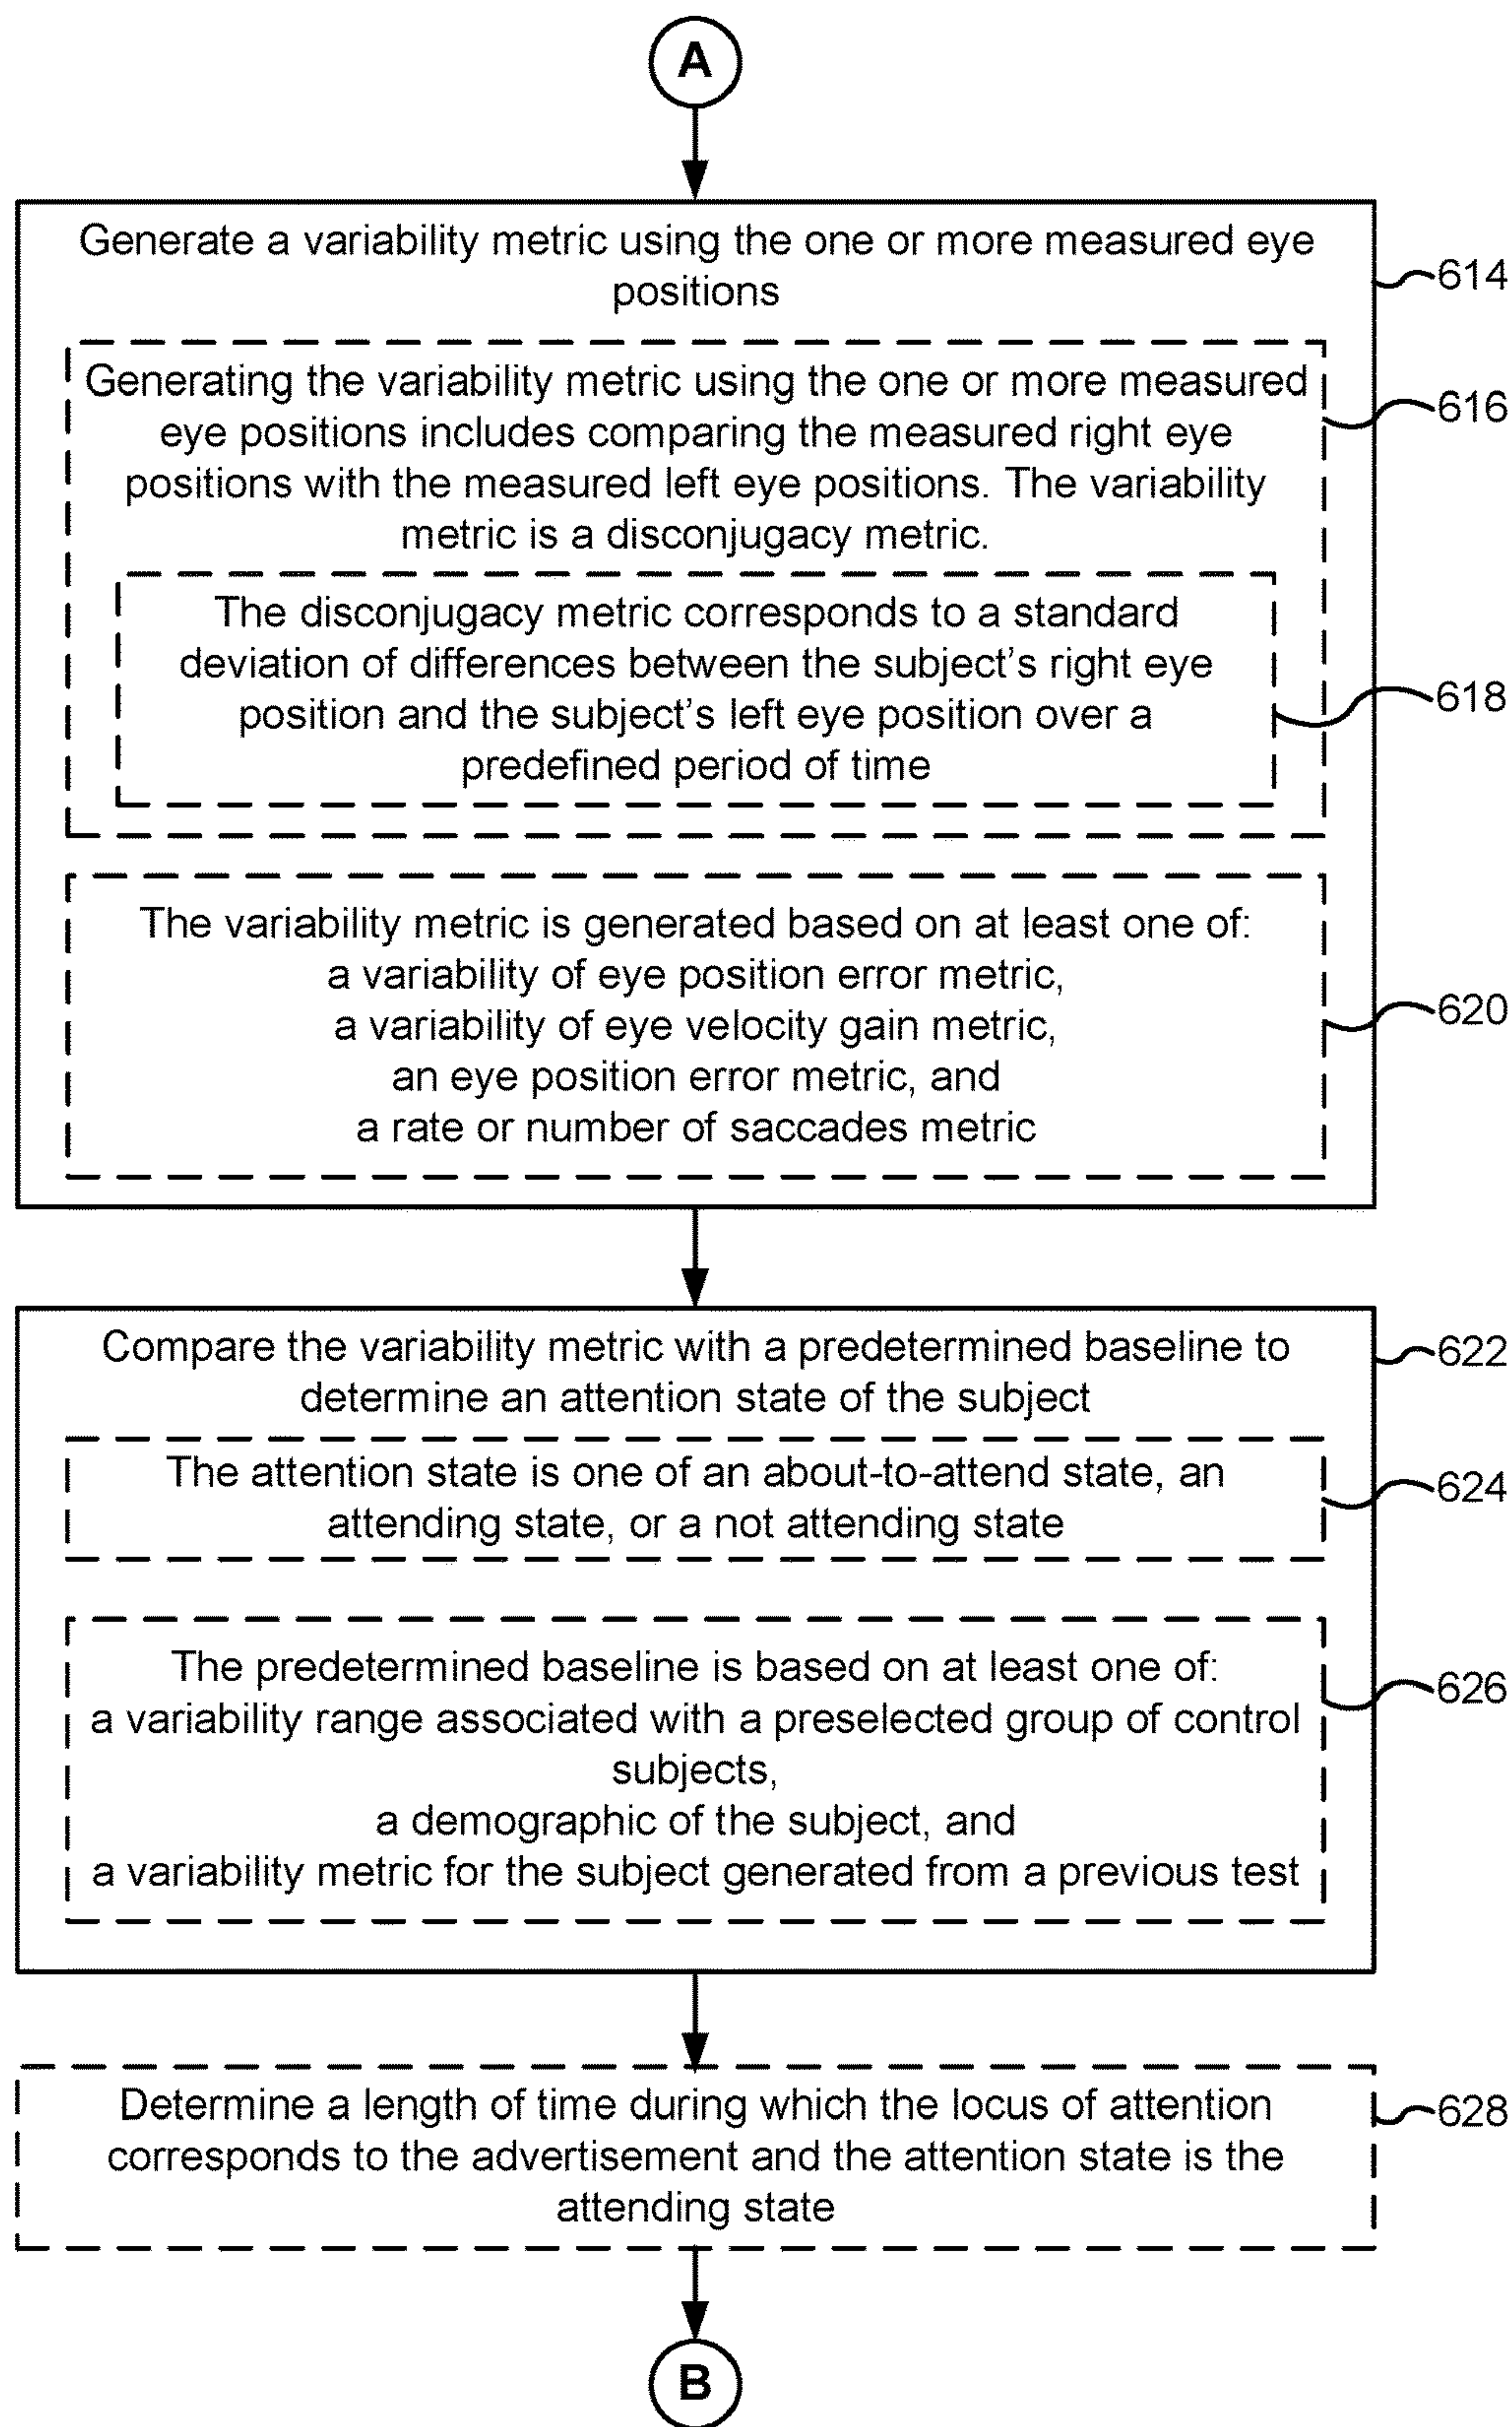 A
Generate a variability metric using the one or more measured eye
positions
614
Generating the variability metric using the one or more measured
eye positions includes comparing the measured right eye
positions with the measured left eye positions. The variability
metric is a disconjugacy metric.
616
The disconjugacy metric corresponds to a standard
deviation of differences between the subject's right eye
position and the subject's left eye position over a
predefined period of time
618
The variability metric is generated based on at least one of:
a variability of eye position error metric,
a variability of eye velocity gain metric,
an eye position error metric, and
a rate or number of saccades metric
620
Compare the variability metric with a predetermined baseline to
determine an attention state of the subject
622
The attention state is one of an about-to-attend state, an
attending state, or a not attending state
624
The predetermined baseline is based on at least one of:
a variability range associated with a preselected group of control
subjects,
a demographic of the subject, and
a variability metric for the subject generated from a previous test
626
Determine a length of time during which the locus of attention
corresponds to the advertisement and the attention state is the
attending state
628
B